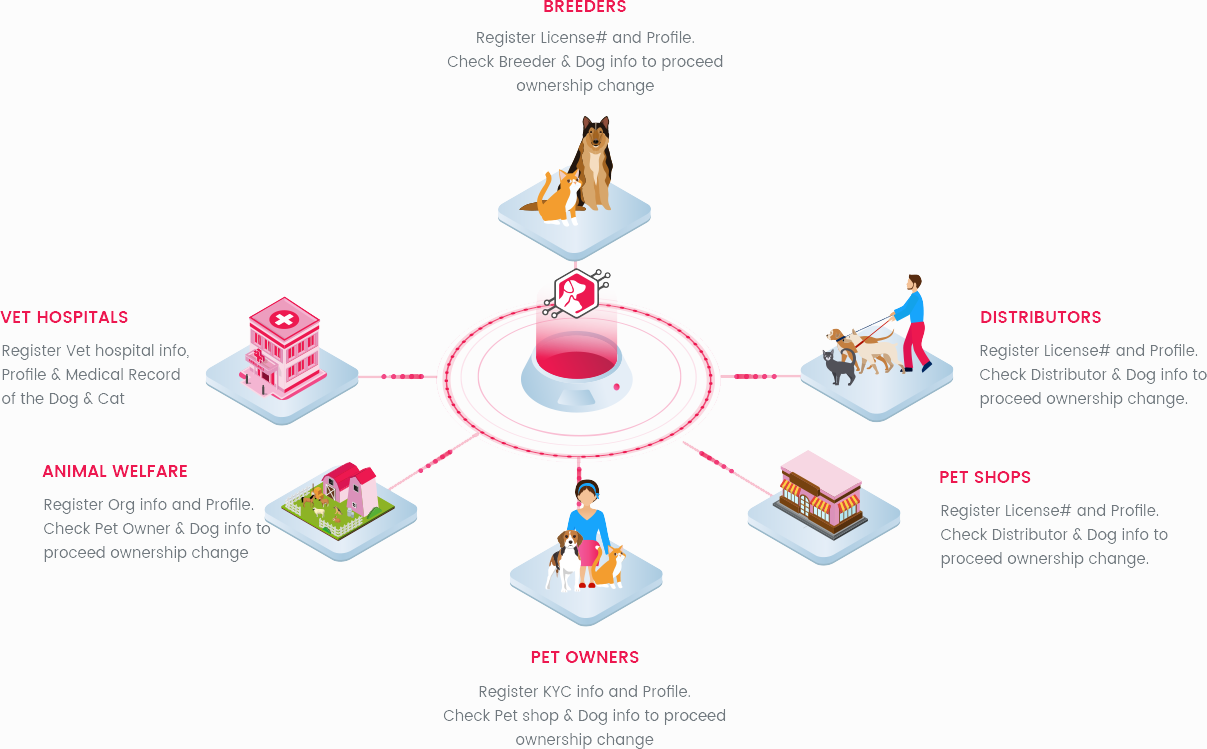 BREEDERS
Register License# and Profile.
Check Breeder & Dog info to proceed
ownership change
VET HOSPITALS
Register Vet hospital info,
Profile & Medical Record
of the Dog & Cat
DISTRIBUTORS
Register License# and Profile.
Check Distributor & Dog info to
proceed ownership change.
ANIMAL WELFARE
Register Org info and Profile.
Check Pet Owner & Dog info to
proceed ownership change
PET SHOPS
Register License# and Profile.
Check Distributor & Dog info to
proceed ownership change.
PET OWNERS
Register KYC info and Profile.
Check Pet shop & Dog info to proceed
ownership change